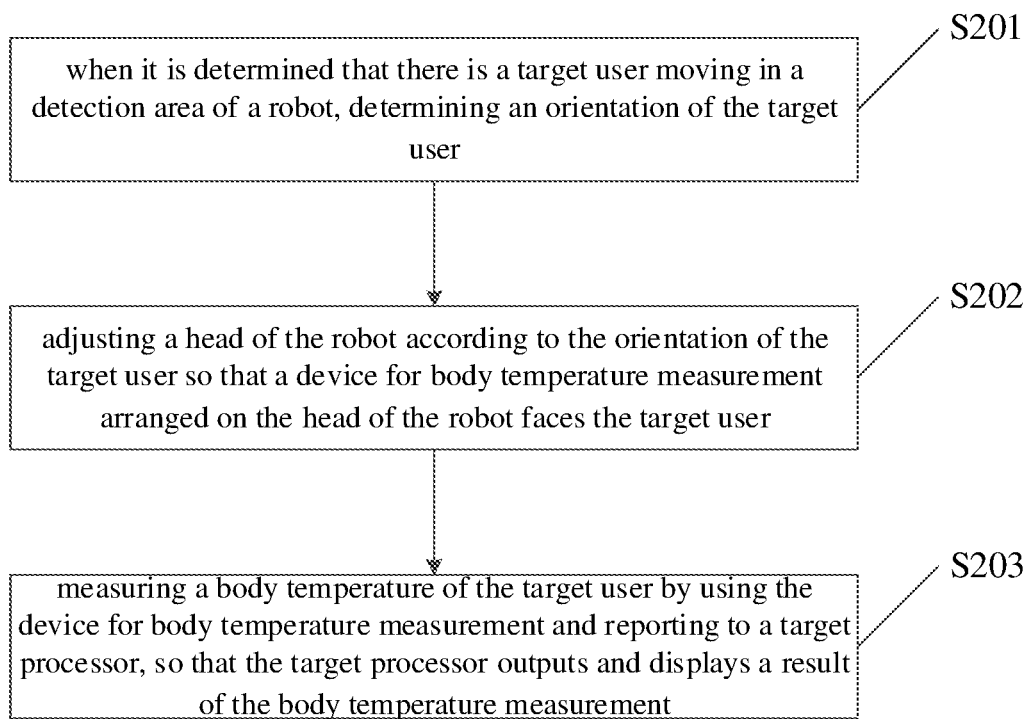 S201
when it is determined that there is a target user moving in a
detection area of a robot, determining an orientation of the target
user
S202
adjusting a head of the robot according to the orientation of the
target user so that a device for body temperature measurement
arranged on the head of the robot faces the target user
S203
measuring a body temperature of the target user by using the
device for body temperature measurement and reporting to a target
processor, so that the target processor outputs and displays a result
of the body temperature measurement